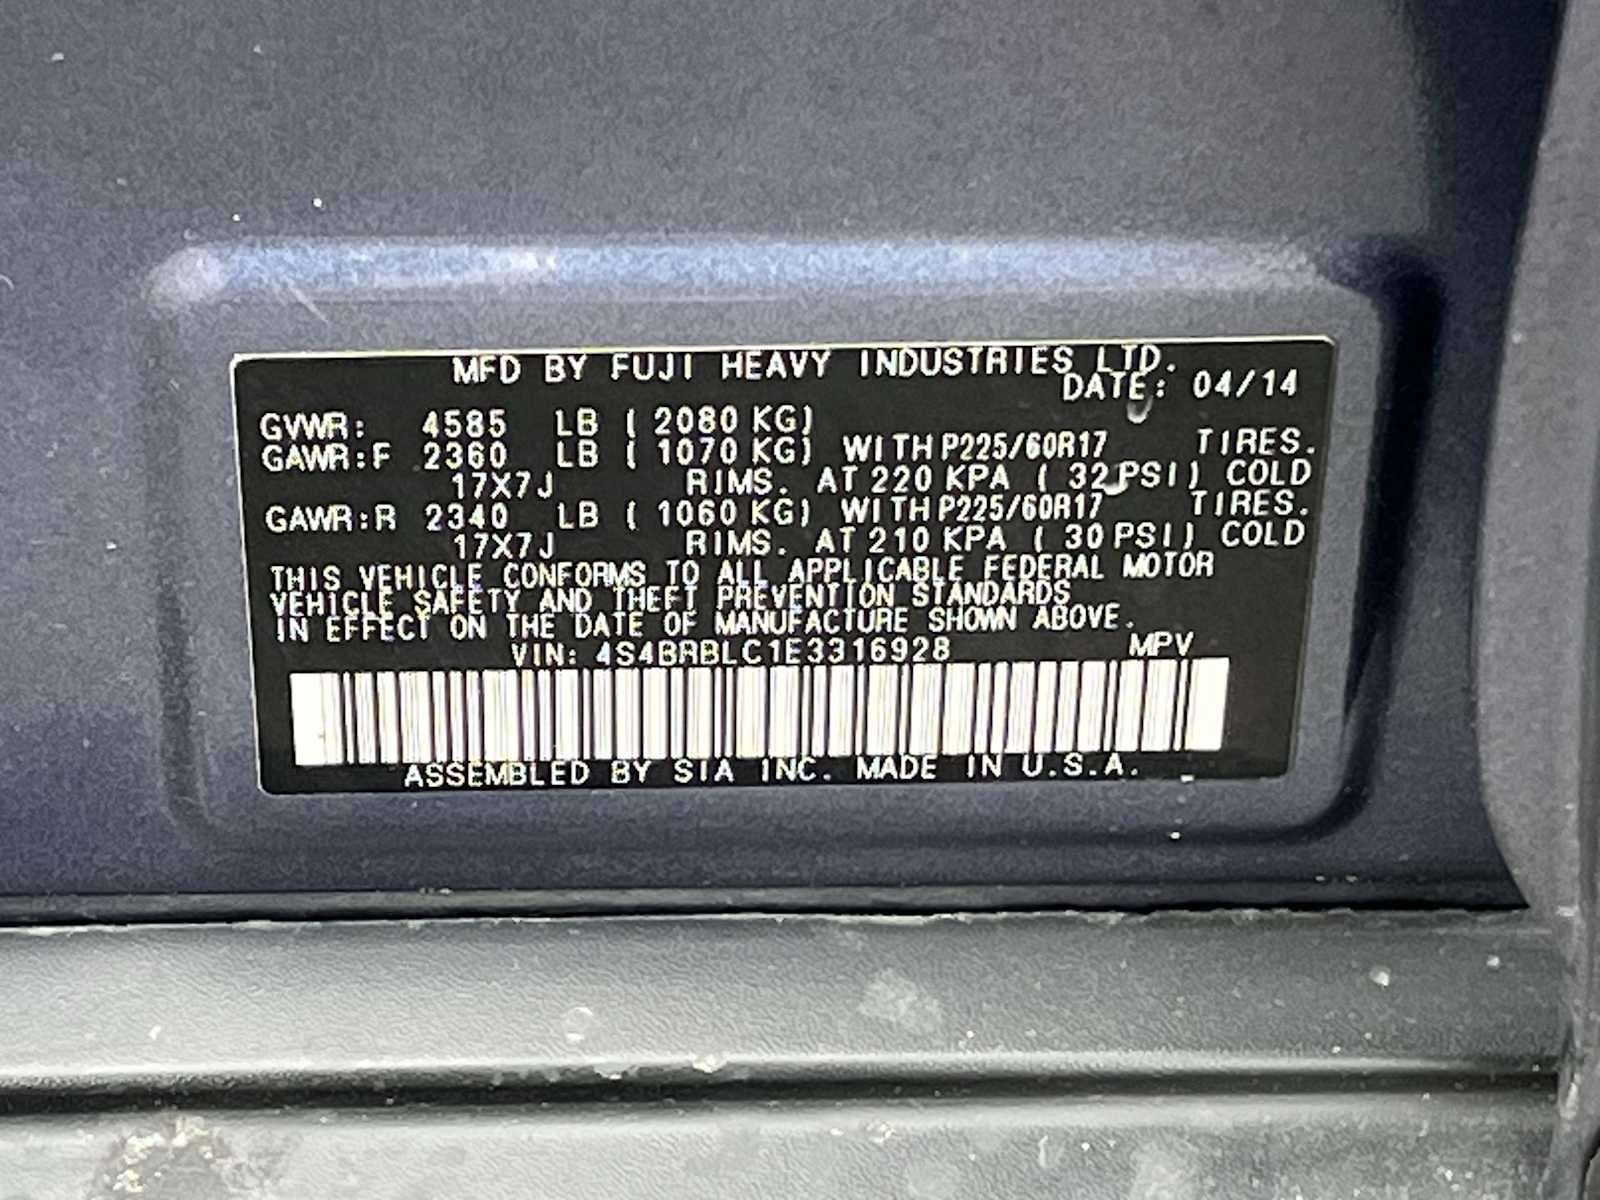 MFD BY FUJI HEAVY INDUSTRIES LTD.
DATE: 04/14
GVWR: 4585 LB ( 2080 KG)
GAWR:F 2360 LB ( 1070 KG) WITH P225/60R17 TIRES.
17X7J RIMS. AT 220 KPA ( 32 PSI) COLD
GAWR:R 2340 LB ( 1060 KG) WITH P225/60R17 TIRES.
17X7J RIMS. AT 210 KPA ( 30 PSI) COLD
THIS VEHICLE CONFORMS TO ALL APPLICABLE FEDERAL MOTOR
VEHICLE SAFETY AND THEFT PREVENTION STANDARDS
IN EFFECT ON THE DATE OF MANUFACTURE SHOWN ABOVE.
VIN: 4S4BRBLC1E3316928 MPV
ASSEMBLED BY SIA INC. MADE IN U.S.A.